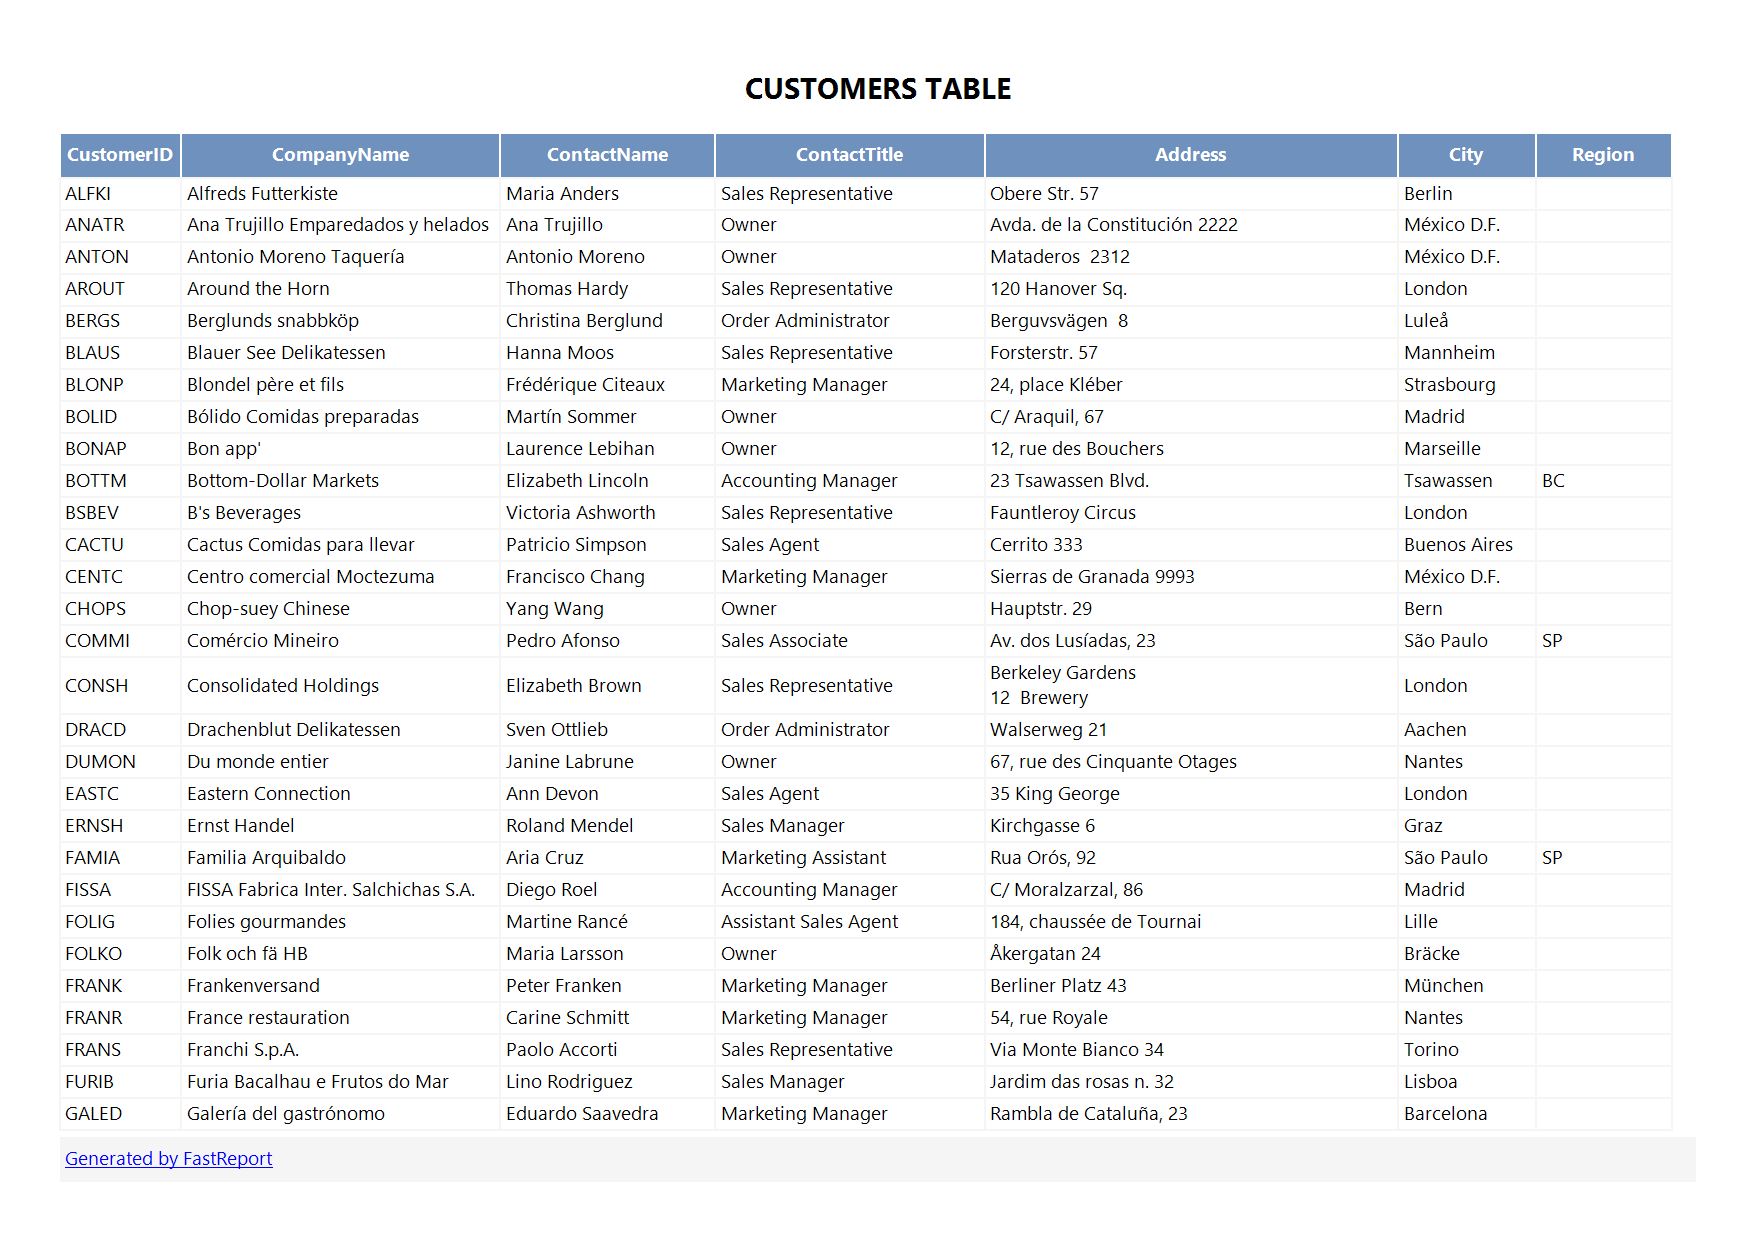 CUSTOMERS TABLE
CustomerID CompanyName ContactName ContactTitle Address City Region
ALFKI Alfreds Futterkiste Maria Anders Sales Representative Obere Str. 57 Berlin
ANATR Ana Trujillo Emparedados y helados Ana Trujillo Owner Avda. de la Constitución 2222 México D.F.
ANTON Antonio Moreno Taquería Antonio Moreno Owner Mataderos  2312 México D.F.
AROUT Around the Horn Thomas Hardy Sales Representative 120 Hanover Sq. London
BERGS Berglunds snabbköp Christina Berglund Order Administrator Berguvsvägen  8 Luleå
BLAUS Blauer See Delikatessen Hanna Moos Sales Representative Forsterstr. 57 Mannheim
BLONP Blondel père et fils Frédérique Citeaux Marketing Manager 24, place Kléber Strasbourg
BOLID Bólido Comidas preparadas Martín Sommer Owner C/ Araquil, 67 Madrid
BONAP Bon app' Laurence Lebihan Owner 12, rue des Bouchers Marseille
BOTTM Bottom-Dollar Markets Elizabeth Lincoln Accounting Manager 23 Tsawassen Blvd. Tsawassen BC
BSBEV B's Beverages Victoria Ashworth Sales Representative Fauntleroy Circus London
CACTU Cactus Comidas para llevar Patricio Simpson Sales Agent Cerrito 333 Buenos Aires
CENTC Centro comercial Moctezuma Francisco Chang Marketing Manager Sierras de Granada 9993 México D.F.
CHOPS Chop-suey Chinese Yang Wang Owner Hauptstr. 29 Bern
COMMI Comércio Mineiro Pedro Afonso Sales Associate Av. dos Lusíadas, 23 São Paulo SP
CONSH Consolidated Holdings Elizabeth Brown Sales Representative Berkeley Gardens
12  Brewery London
DRACD Drachenblut Delikatessen Sven Ottlieb Order Administrator Walserweg 21 Aachen
DUMON Du monde entier Janine Labrune Owner 67, rue des Cinquante Otages Nantes
EASTC Eastern Connection Ann Devon Sales Agent 35 King George London
ERNSH Ernst Handel Roland Mendel Sales Manager Kirchgasse 6 Graz
FAMIA Familia Arquibaldo Aria Cruz Marketing Assistant Rua Orós, 92 São Paulo SP
FISSA FISSA Fabrica Inter. Salchichas S.A. Diego Roel Accounting Manager C/ Moralzarzal, 86 Madrid
FOLIG Folies gourmandes Martine Rancé Assistant Sales Agent 184, chaussée de Tournai Lille
FOLKO Folk och fä HB Maria Larsson Owner Åkergatan 24 Bräcke
FRANK Frankenversand Peter Franken Marketing Manager Berliner Platz 43 München
FRANR France restauration Carine Schmitt Marketing Manager 54, rue Royale Nantes
FRANS Franchi S.p.A. Paolo Accorti Sales Representative Via Monte Bianco 34 Torino
FURIB Furia Bacalhau e Frutos do Mar Lino Rodriguez Sales Manager Jardim das rosas n. 32 Lisboa
GALED Galería del gastrónomo Eduardo Saavedra Marketing Manager Rambla de Cataluña, 23 Barcelona
Generated by FastReport